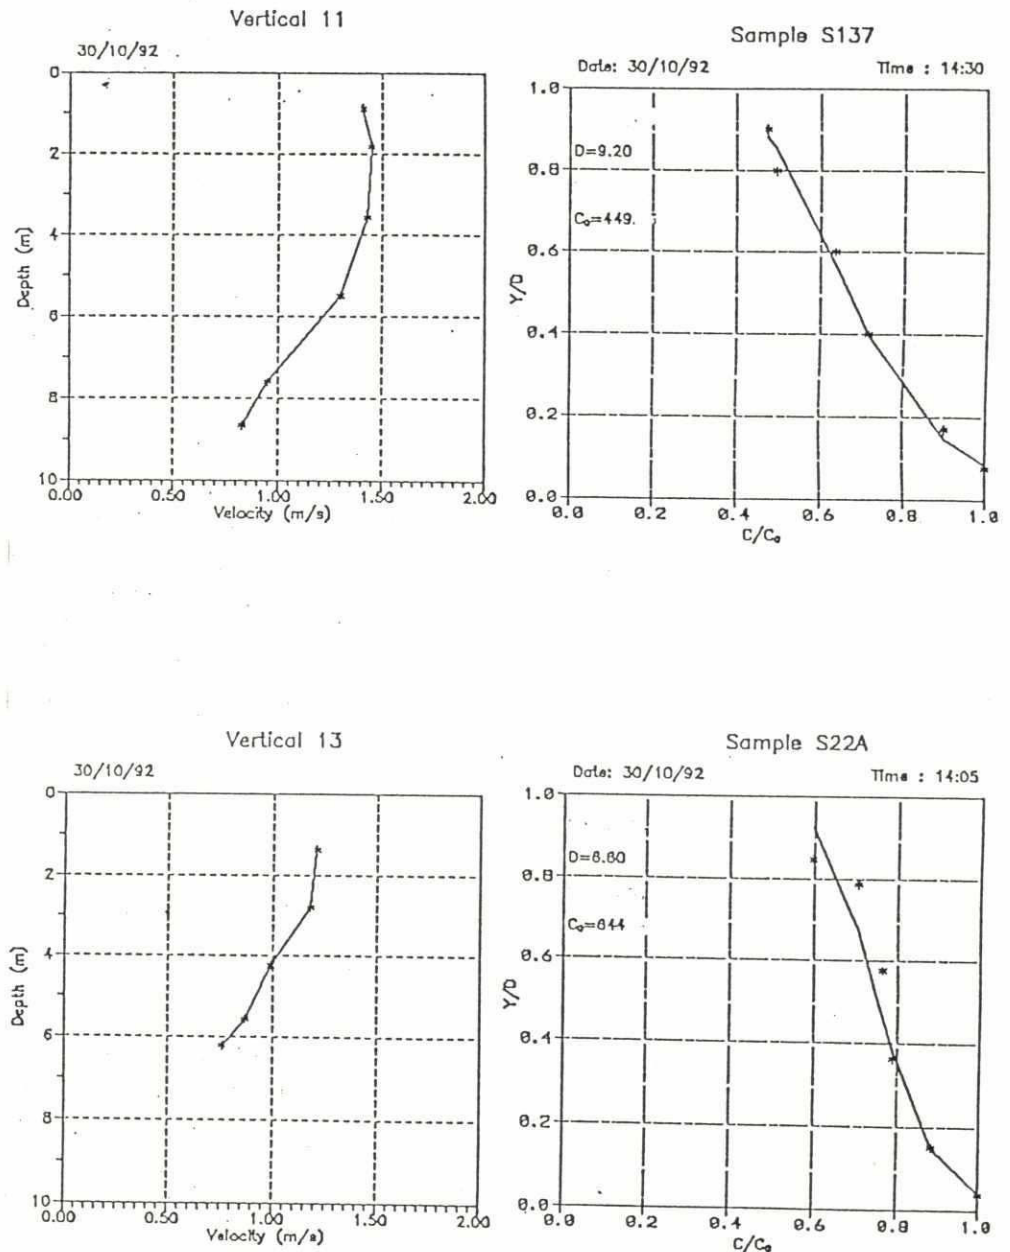 Vertical 11
30/10/92
0
2
4
6
8
10
Depth (m)
0.00 0.50 1.00 1.50 2.00
Velocity (m/s)
Sample S137
Date: 30/10/92 Time : 14:30
1.0
D=9.20
0.8
C₀=449.
0.6
Y/D
0.4
0.2
0.0
0.0 0.2 0.4 0.6 0.8 1.0
C/C₀
Vertical 13
30/10/92
0
2
4
6
8
10
Depth (m)
0.00 0.50 1.00 1.50 2.00
Velocity (m/s)
Sample S22A
Date: 30/10/92 Time : 14:05
1.0
D=6.60
0.8
C₀=644
0.6
Y/D
0.4
0.2
0.0
0.0 0.2 0.4 0.6 0.8 1.0
C/C₀